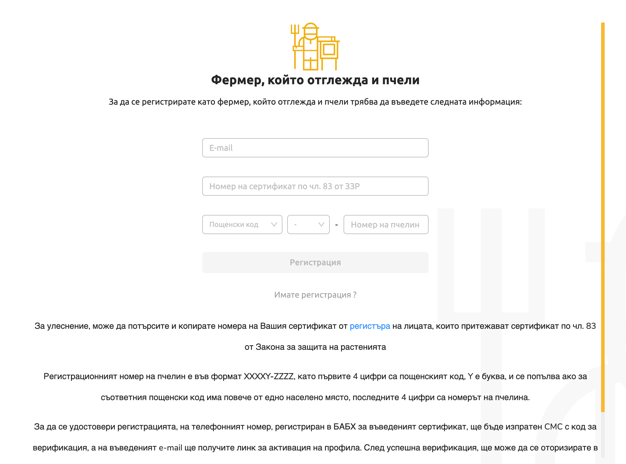 Фермер, който отглежда и пчели
За да се регистрирате като фермер, който отглежда и пчели трябва да въведете следната информация:
E-mail
Номер на сертификат по чл. 83 от ЗЗР
Пощенски код - - Номер на пчелин
Регистрация
Имате регистрация ?
За улеснение, може да потърсите и копирате номера на Вашия сертификат от регистъра на лицата, които притежават сертификат по чл. 83
от Закона за защита на растенията
Регистрационният номер на пчелин е във формат XXXXY-ZZZZ, като първите 4 цифри са пощенският код, Y е буква, и се попълва ако за
съответния пощенски код има повече от едно населено място, последните 4 цифри са номерът на пчелина.
За да се удостовери регистрацията, на телефонният номер, регистриран в БАБХ за въведеният сертификат, ще бъде изпратен СМС с код за
верификация, а на въведеният e-mail ще получите линк за активация на профила. След успешна верификация, ще може да се оторизирате в